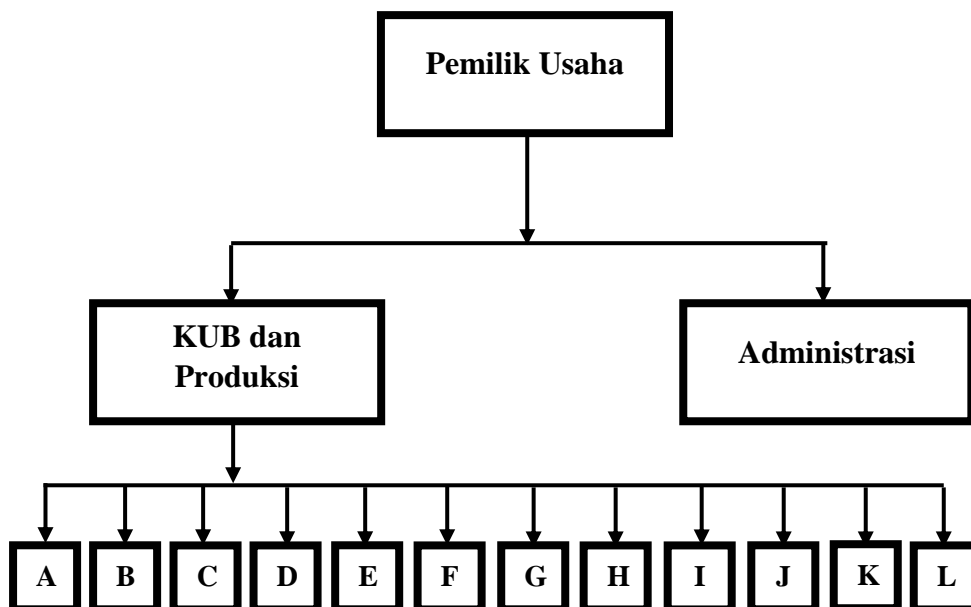 Pemilik Usaha
KUB dan
Produksi
Administrasi
A B C D E F G H I J K L